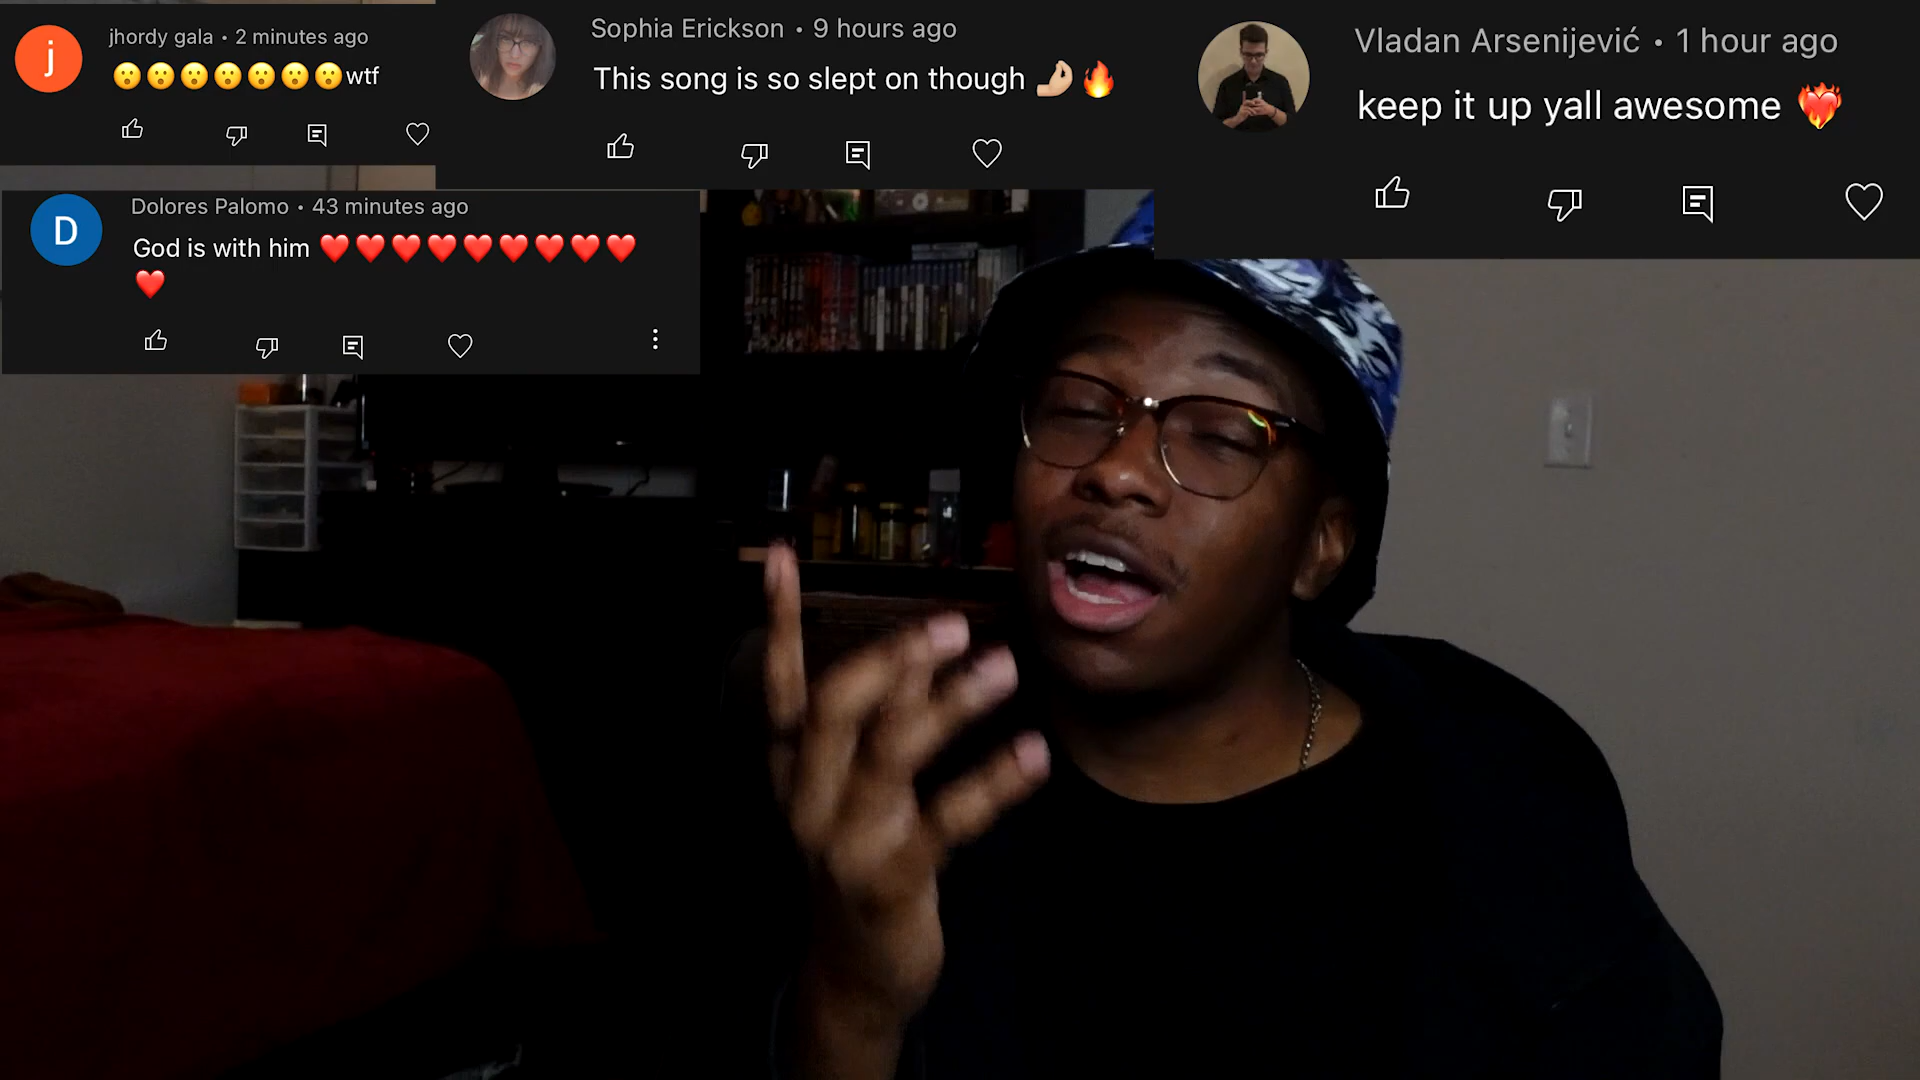 j
jhordy gala • 2 minutes ago
😮😮😮😮😮😮😮wtf
Sophia Erickson • 9 hours ago
This song is so slept on though 🤌🏼🔥
Vladan Arsenijević • 1 hour ago
keep it up yall awesome ❤️‍🔥
D
Dolores Palomo • 43 minutes ago
God is with him ❤️❤️❤️❤️❤️❤️❤️❤️❤️
❤️